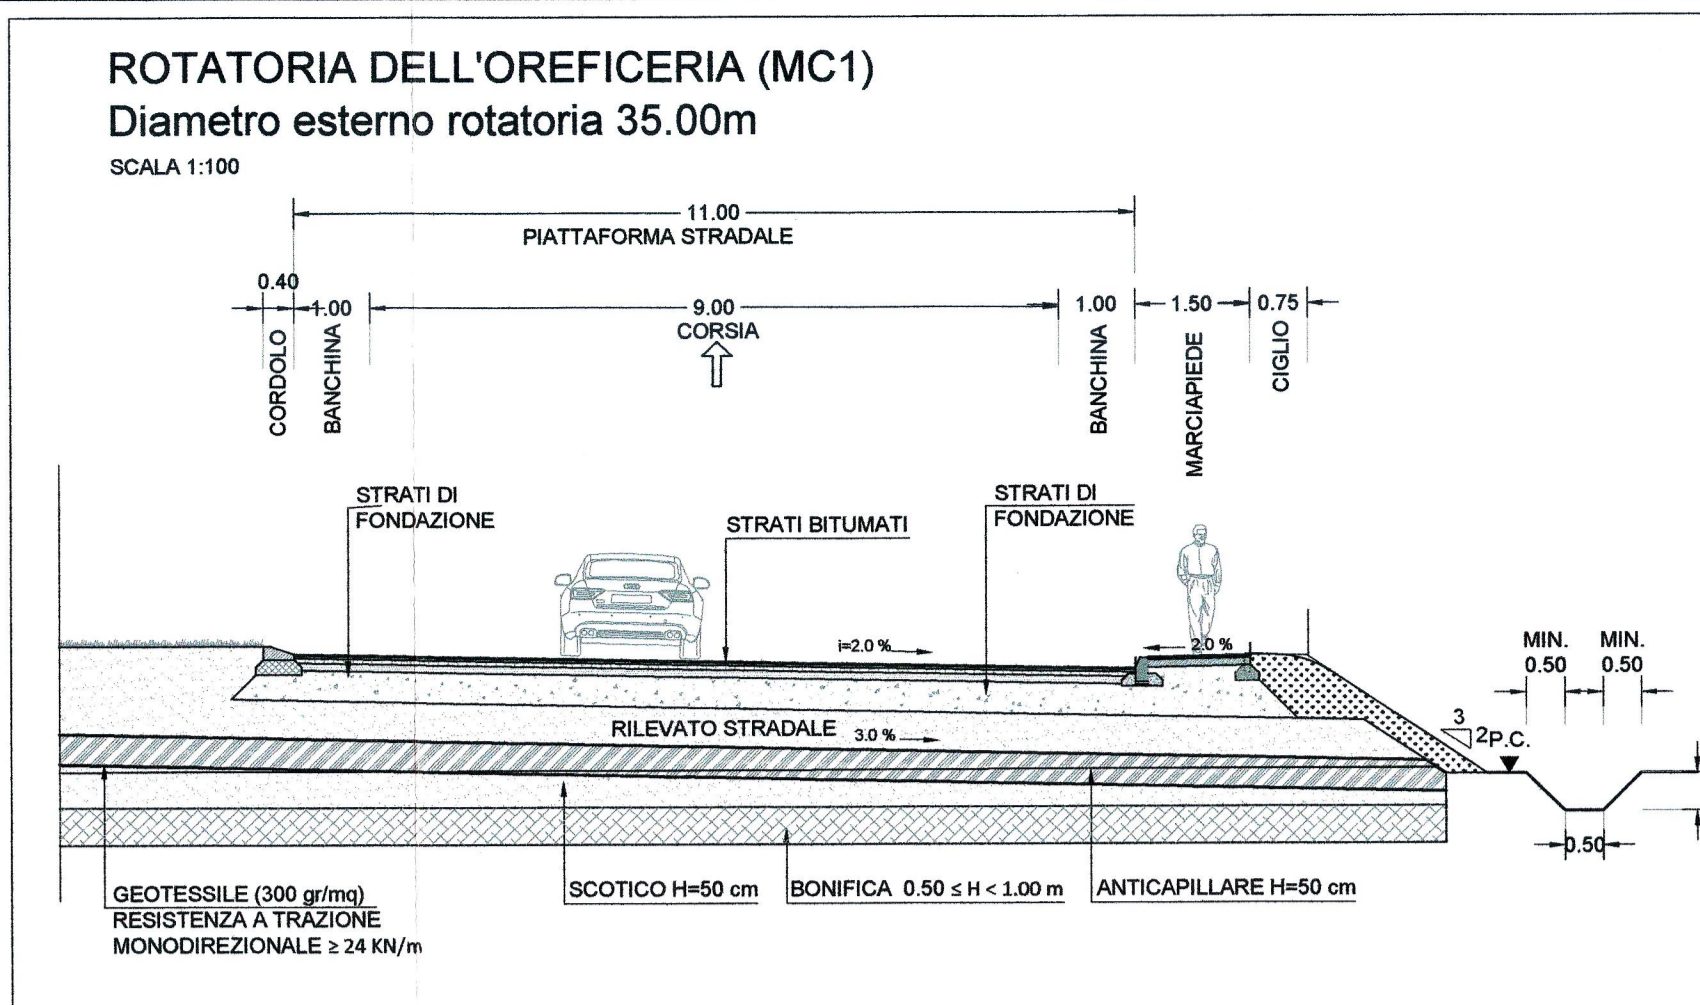 ROTATORIA DELL'OREFICERIA (MC1)
Diametro esterno rotatoria 35.00m
SCALA 1:100
11.00
PIATTAFORMA STRADALE
0.40
1.00
9.00
1.00
1.50
0.75
CORSIA
CORDOLO
BANCHINA
BANCHINA
MARCIAPIEDE
CIGLIO
STRATI DI
FONDAZIONE
STRATI BITUMATI
STRATI DI
FONDAZIONE
i=2.0 %
2.0 %
MIN.
0.50
MIN.
0.50
RILEVATO STRADALE
3.0 %
3
2
P.C.
0.50
GEOTESSILE (300 gr/mq)
RESISTENZA A TRAZIONE
MONODIREZIONALE ≥ 24 KN/m
SCOTICO H=50 cm
BONIFICA 0.50 ≤ H < 1.00 m
ANTICAPILLARE H=50 cm